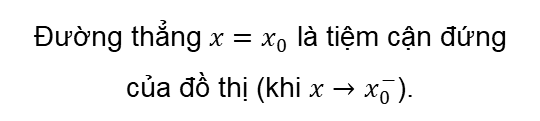 Đường thẳng 𝑥 = 𝑥₀ là tiệm cận đứng
của đồ thị (khi 𝑥 → 𝑥₀⁻).